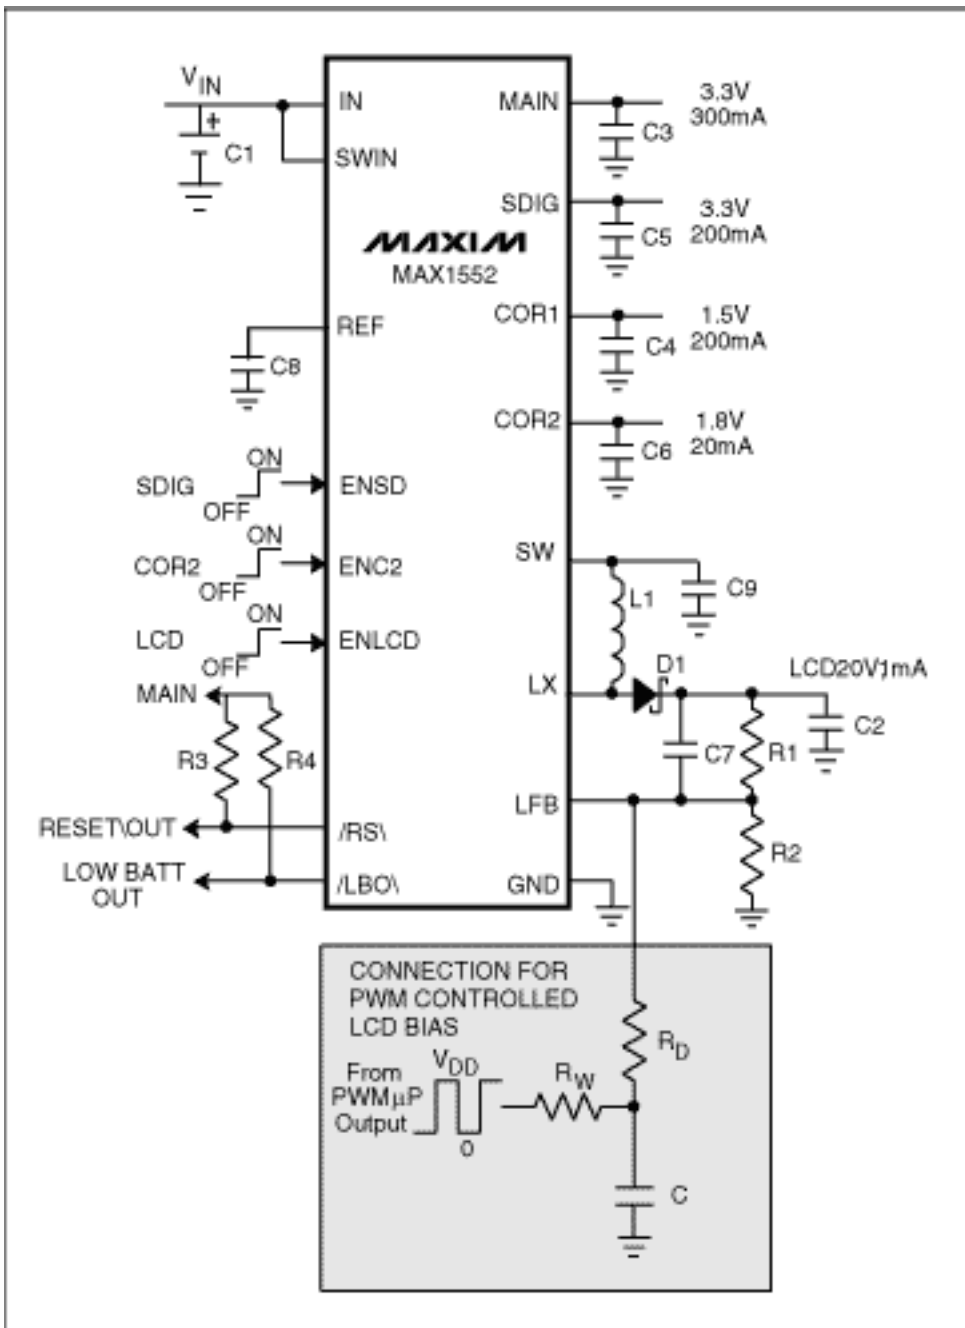 VIN
IN
MAIN
3.3V
300mA
C3
+
C1
SWIN
SDIG
3.3V
200mA
C5
MAXIM
MAX1552
REF
COR1
1.5V
200mA
C4
C8
COR2
1.8V
20mA
C6
SDIG
ON
OFF
ENSD
COR2
ON
OFF
ENC2
LCD
ON
OFF
ENLCD
SW
L1
C9
LX
D1
LCD20V,1mA
C2
MAIN
R3
R4
C7
R1
LFB
RESET\OUT
/RS\
R2
LOW BATT
OUT
/LBO\
GND
CONNECTION FOR
PWM CONTROLLED
LCD BIAS
VDD
From
PWMµP
Output
0
RW
RD
C